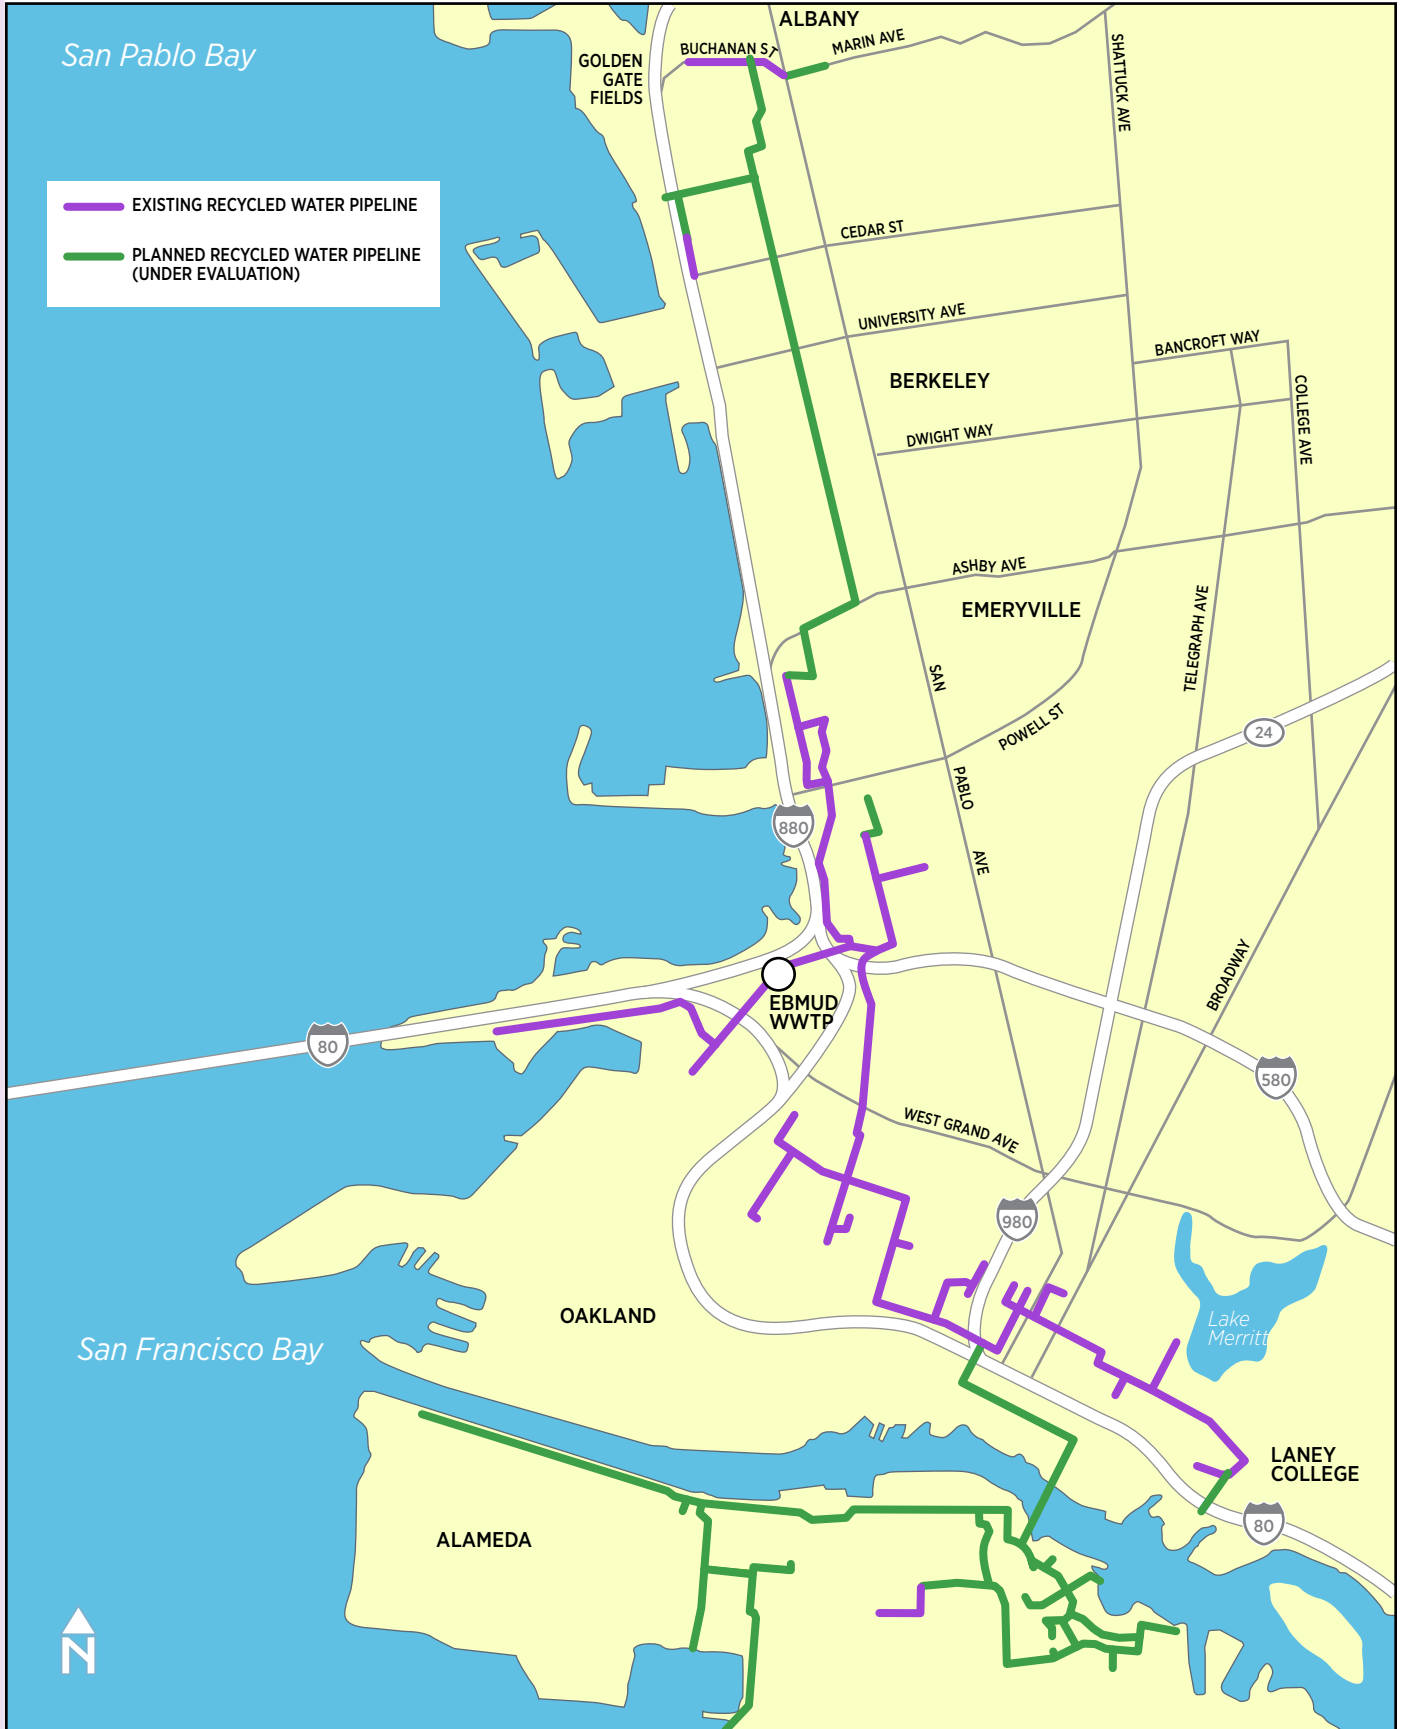 ALBANY
San Pablo Bay
GOLDEN
GATE
FIELDS
BUCHANAN ST
MARIN AVE
SHATTUCK AVE
EXISTING RECYCLED WATER PIPELINE
PLANNED RECYCLED WATER PIPELINE
(UNDER EVALUATION)
CEDAR ST
UNIVERSITY AVE
BANCROFT WAY
BERKELEY
COLLEGE AVE
DWIGHT WAY
ASHBY AVE
EMERYVILLE
TELEGRAPH AVE
SAN
PABLO
AVE
POWELL ST
24
880
BROADWAY
EBMUD
WWTP
80
580
WEST GRAND AVE
980
OAKLAND
Lake
Merritt
San Francisco Bay
LANEY
COLLEGE
80
ALAMEDA
N